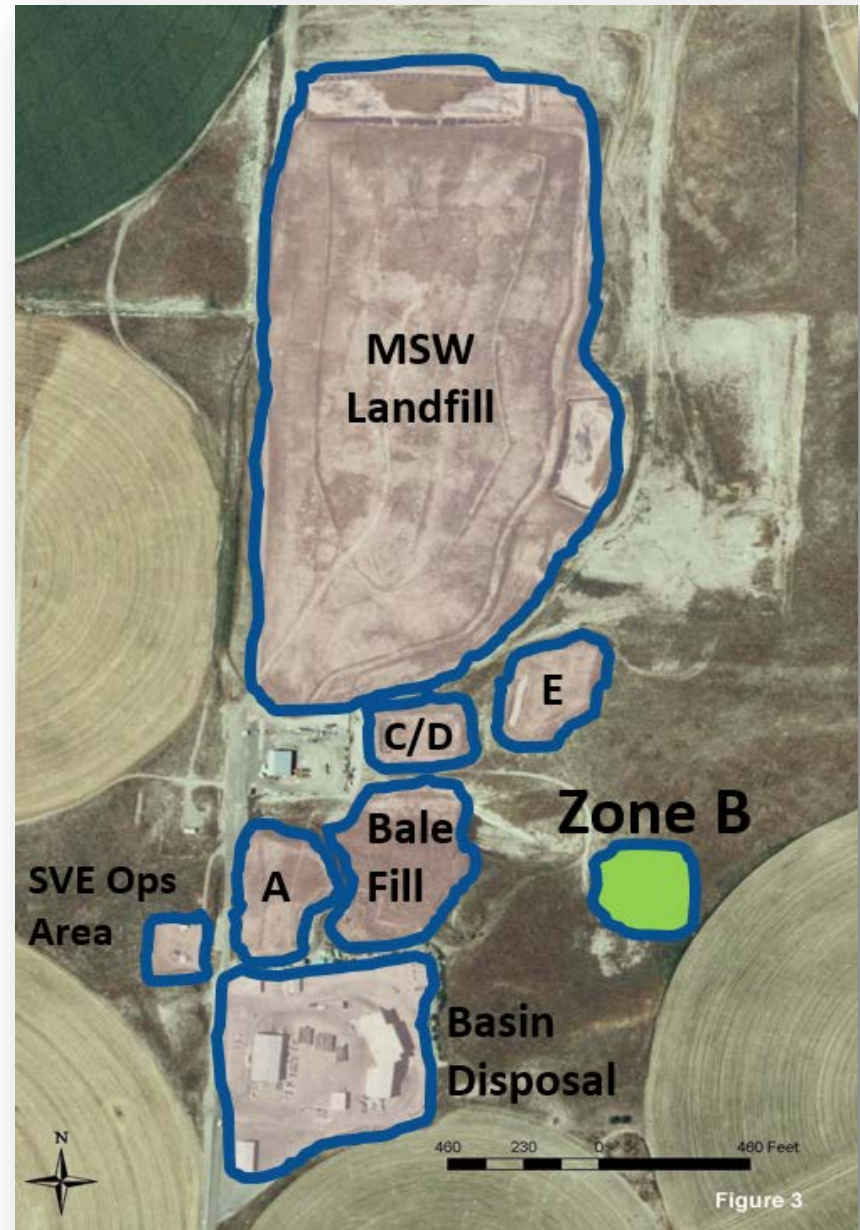 MSW
Landfill
E
C/D
Zone B
Bale
Fill
A
SVE Ops
Area
Basin
Disposal
N
460 230 0 460 Feet
Figure 3